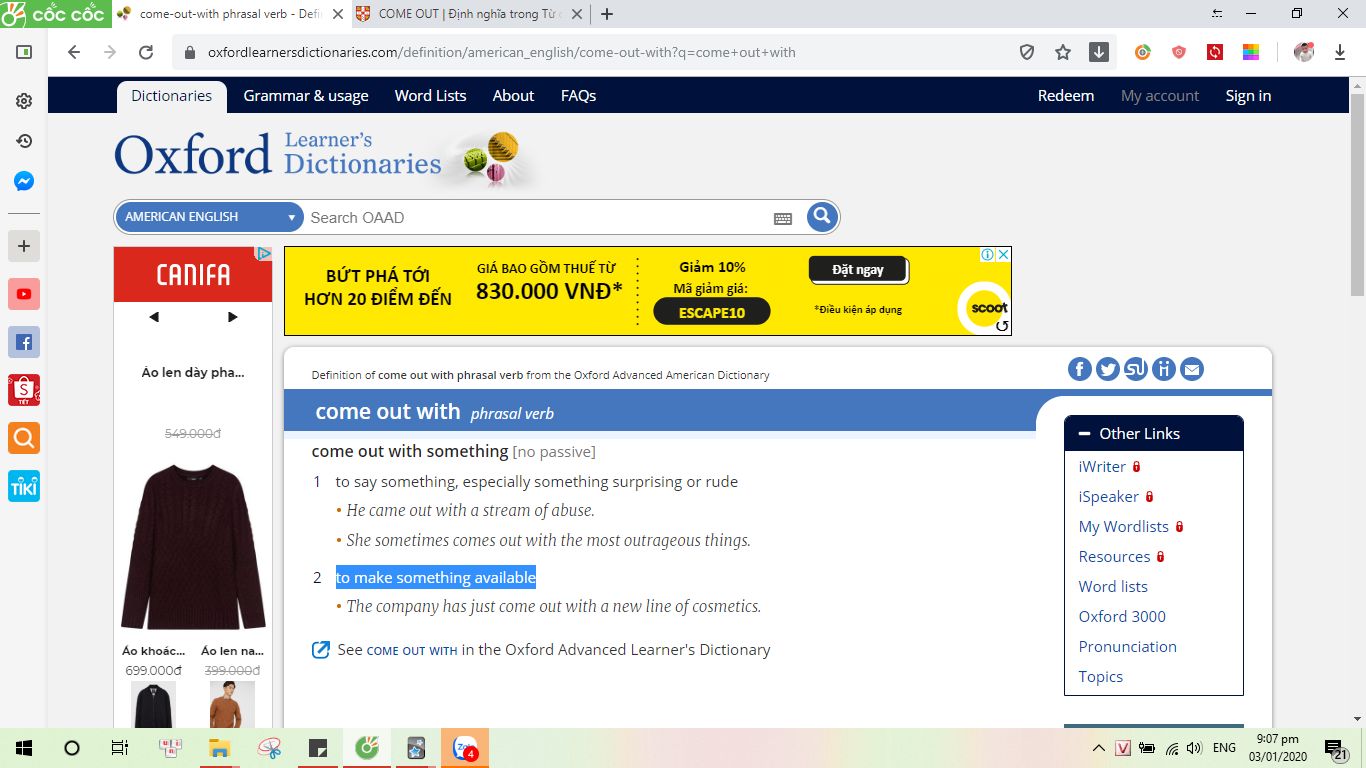 CỐC CỐC
come-out-with phrasal verb - Defi
COME OUT | Định nghĩa trong Từ
oxfordlearnersdictionaries.com/definition/american_english/come-out-with?q=come+out+with
Dictionaries
Grammar & usage
Word Lists
About
FAQs
Redeem
My account
Sign in
Oxford Learner's Dictionaries
AMERICAN ENGLISH
Search OAAD
CANIFA
Áo len dày pha...
549.000đ
Áo khoác...
Áo len na...
699.000đ
399.000đ
BỨT PHÁ TỚI
HƠN 20 ĐIỂM ĐẾN
GIÁ BAO GỒM THUẾ TỪ
830.000 VNĐ*
Giảm 10%
Mã giảm giá:
ESCAPE10
Đặt ngay
*Điều kiện áp dụng
scoot
Definition of come out with phrasal verb from the Oxford Advanced American Dictionary
come out with phrasal verb
come out with something [no passive]
1 to say something, especially something surprising or rude
• He came out with a stream of abuse.
• She sometimes comes out with the most outrageous things.
2 to make something available
• The company has just come out with a new line of cosmetics.
See COME OUT WITH in the Oxford Advanced Learner's Dictionary
Other Links
iWriter
iSpeaker
My Wordlists
Resources
Word lists
Oxford 3000
Pronunciation
Topics
TẾT
TIKI
4
ENG
9:07 pm
03/01/2020
21